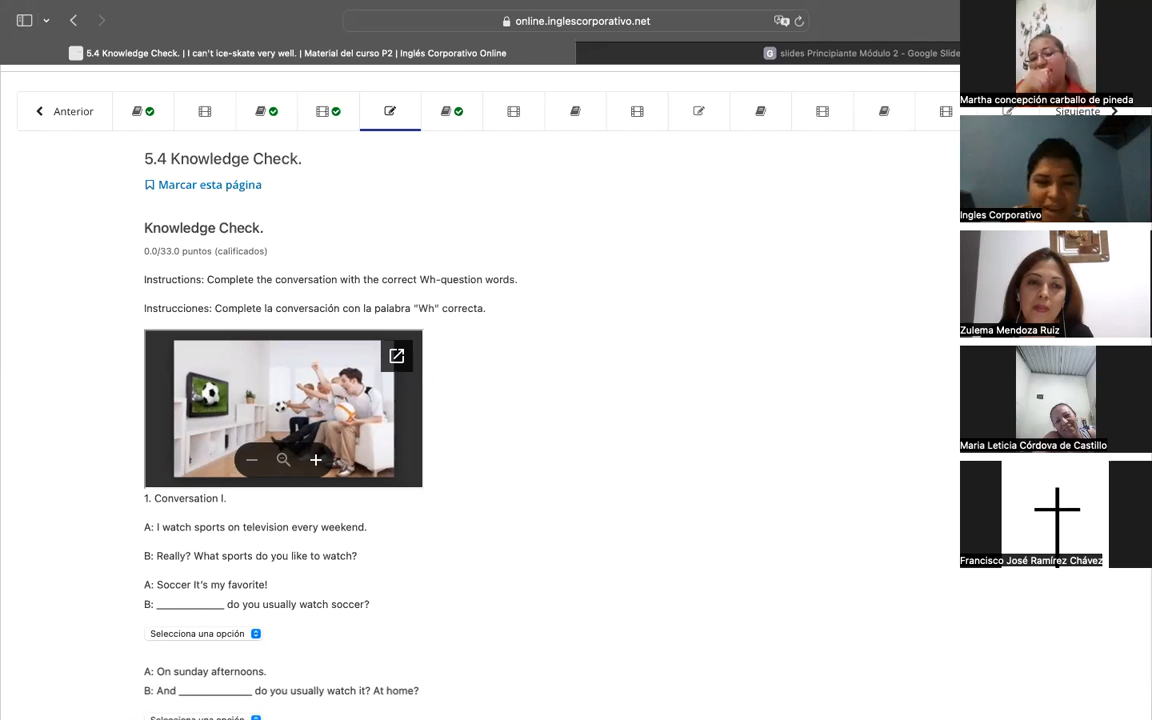 online.inglescorporativo.net
5.4 Knowledge Check. | I can't ice-skate very well. | Material del curso P2 | Inglés Corporativo Online
slides Principiante Módulo 2 - Google Slide
Anterior
Siguiente
5.4 Knowledge Check.
Marcar esta página
Knowledge Check.
0.0/33.0 puntos (calificados)
Instructions: Complete the conversation with the correct Wh-question words.
Instrucciones: Complete la conversación con la palabra "Wh" correcta.
1. Conversation I.
A: I watch sports on television every weekend.
B: Really? What sports do you like to watch?
A: Soccer It's my favorite!
B: _____________ do you usually watch soccer?
Selecciona una opción
A: On sunday afternoons.
B: And ______________ do you usually watch it? At home?
Selecciona una opción
Martha concepción carballo de pineda
Ingles Corporativo
Zulema Mendoza Ruiz
Maria Leticia Córdova de Castillo
Francisco José Ramírez Chávez